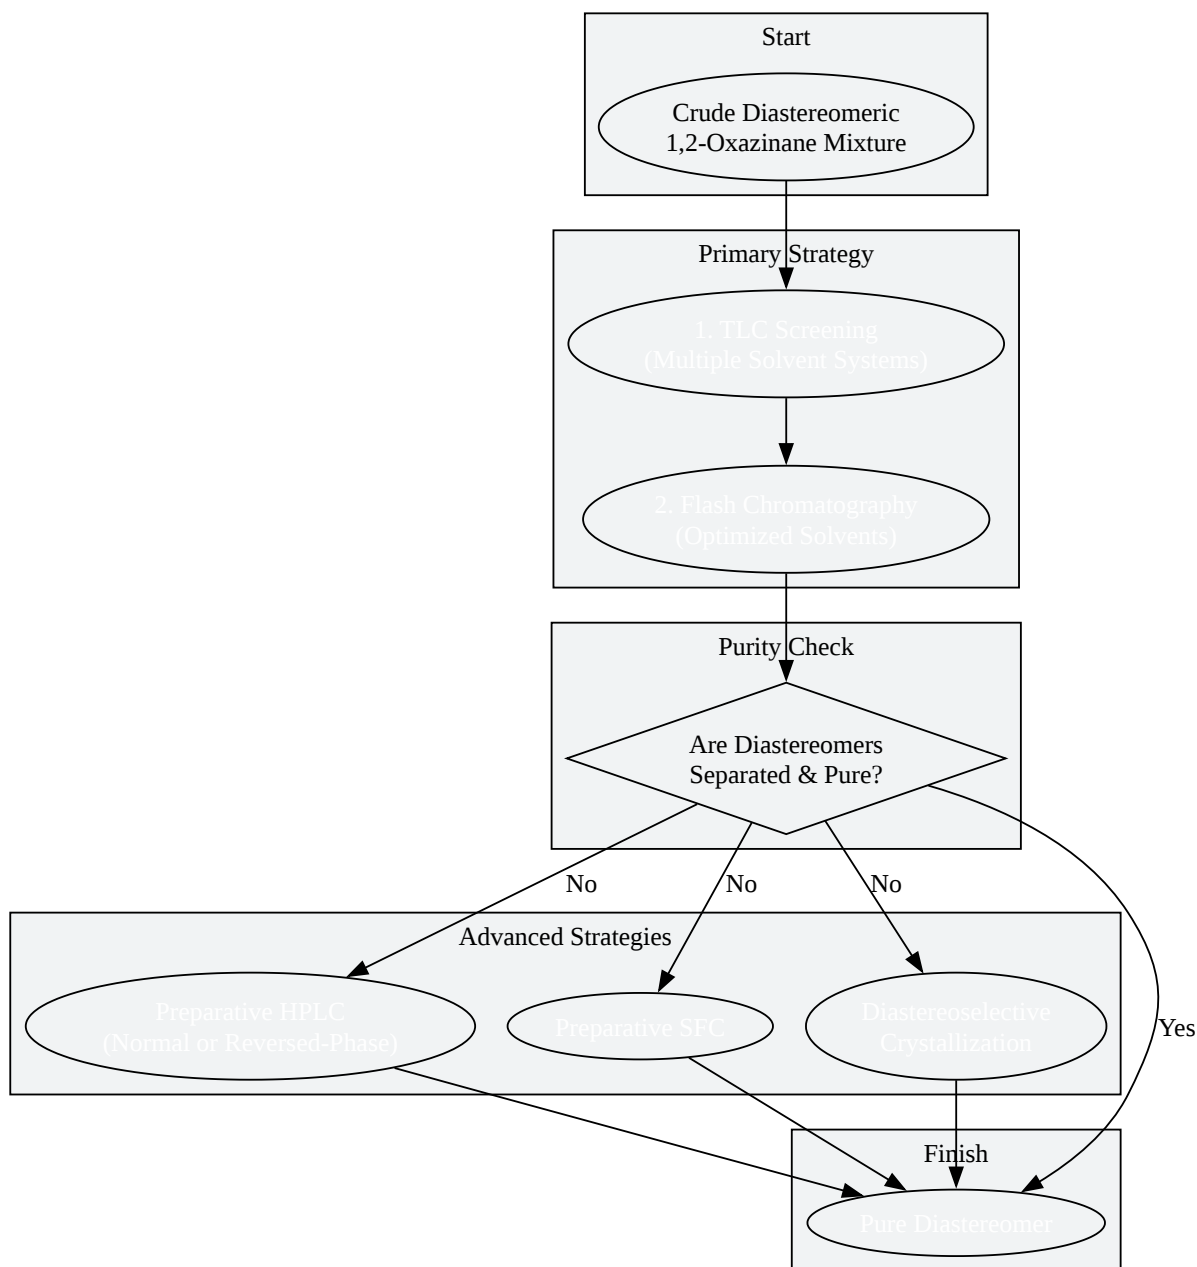 Start
Crude Diastereomeric
1,2-Oxazinane Mixture
Primary Strategy
1. TLC Screening
(Multiple Solvent Systems)
2. Flash Chromatography
(Optimized Solvents)
Purity Check
Are Diastereomers
Separated & Pure?
No
No
No
Advanced Strategies
Preparative HPLC
(Normal or Reversed-Phase)
Preparative SFC
Diastereoselective
Crystallization
Yes
Finish
Pure Diastereomer